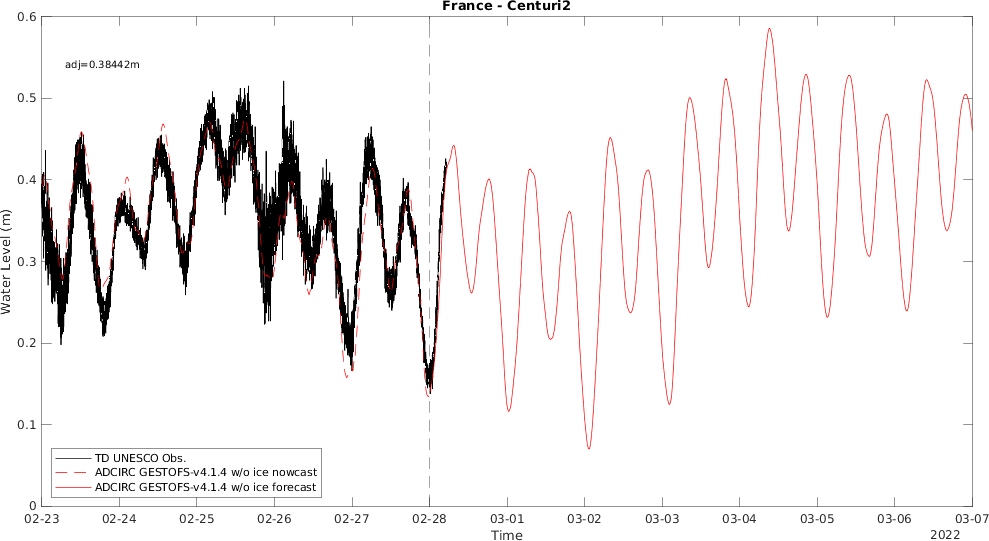 France - Centuri2
adj=0.38442m
Water Level (m)
0.6
0.5
0.4
0.3
0.2
0.1
0
TD UNESCO Obs.
ADCIRC GESTOFS-v4.1.4 w/o ice nowcast
ADCIRC GESTOFS-v4.1.4 w/o ice forecast
02-23 02-24 02-25 02-26 02-27 02-28 03-01 03-02 03-03 03-04 03-05 03-06 03-07
Time
2022